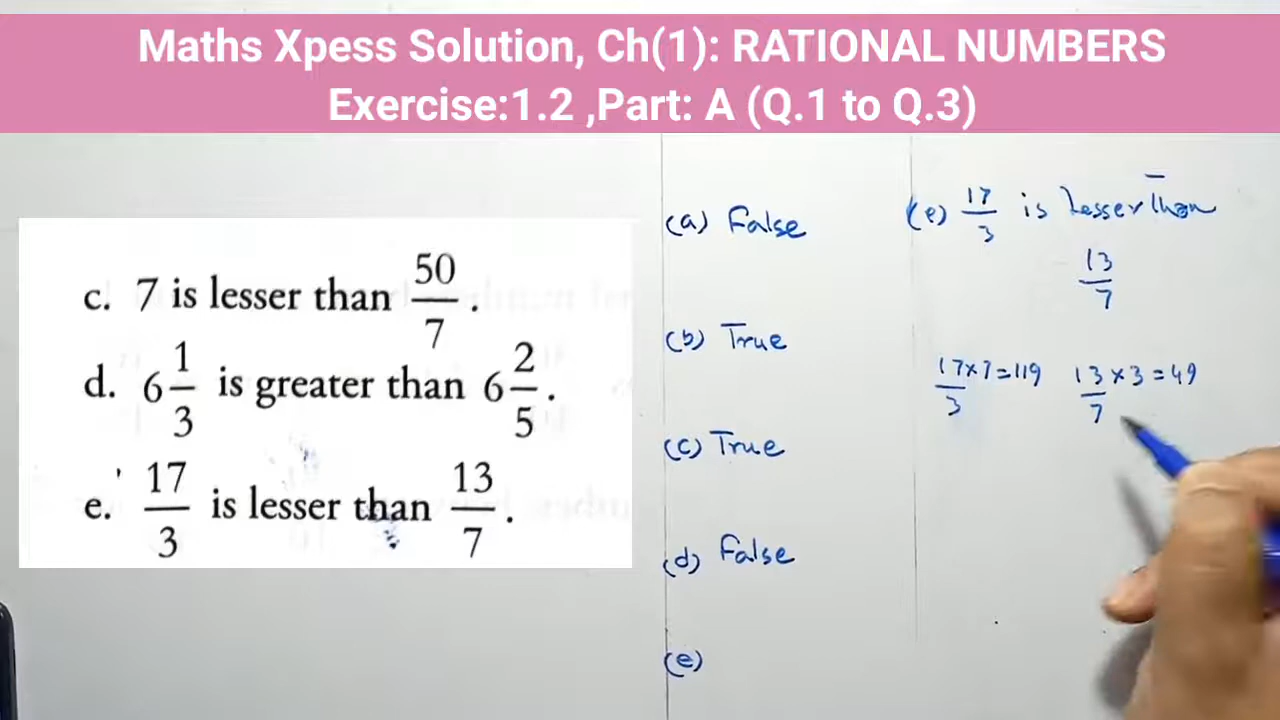 Maths Xpess Solution, Ch(1): RATIONAL NUMBERS
Exercise:1.2 ,Part: A (Q.1 to Q.3)
c. 7 is lesser than 50/7.
d. 6 1/3 is greater than 6 2/5.
e. 17/3 is lesser than 13/7.
(a) False
(b) True
(c) True
(d) False
(e)
(e) 17/3 is lesser than
13/7
17/3 ×7=119 13/7 ×3=49